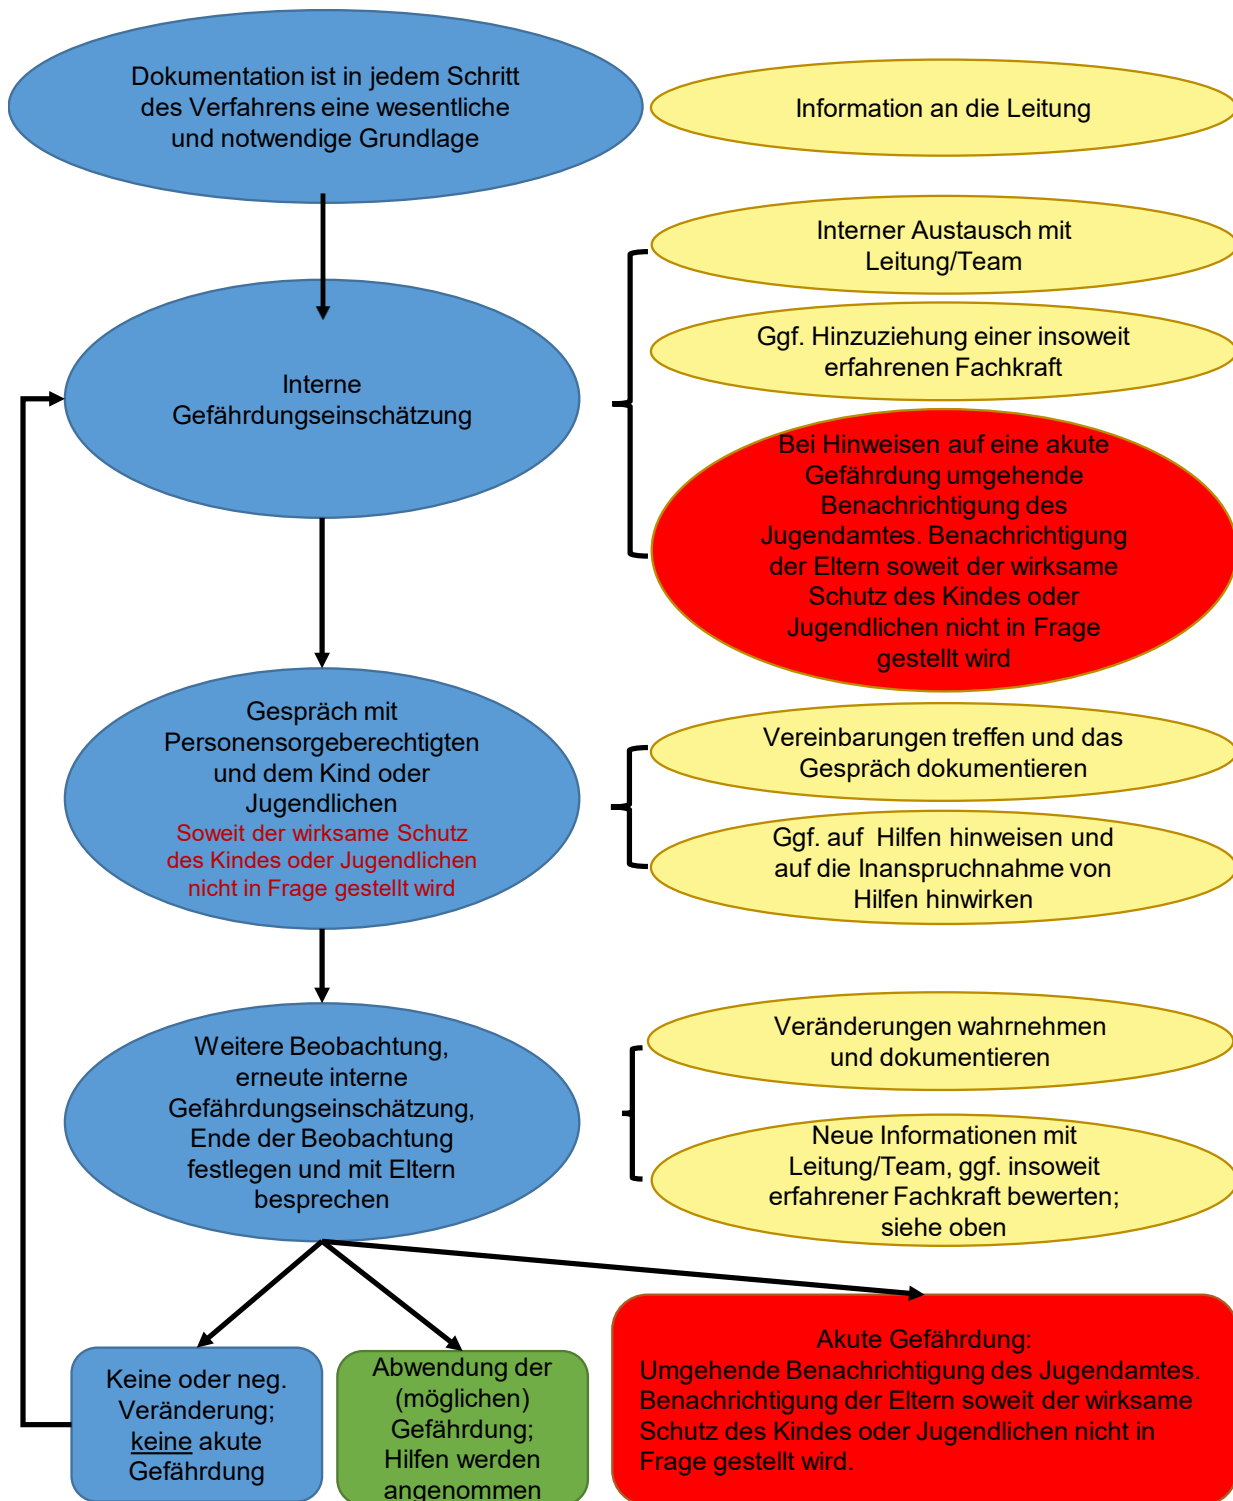 Dokumentation ist in jedem Schritt
des Verfahrens eine wesentliche
und notwendige Grundlage
Information an die Leitung
Interner Austausch mit
Leitung/Team
Ggf. Hinzuziehung einer insoweit
erfahrenen Fachkraft
Interne
Gefährdungseinschätzung
Bei Hinweisen auf eine akute
Gefährdung umgehende
Benachrichtigung des
Jugendamtes. Benachrichtigung
der Eltern soweit der wirksame
Schutz des Kindes oder
Jugendlichen nicht in Frage
gestellt wird
Gespräch mit
Personensorgeberechtigten
und dem Kind oder
Jugendlichen
Soweit der wirksame Schutz
des Kindes oder Jugendlichen
nicht in Frage gestellt wird
Vereinbarungen treffen und das
Gespräch dokumentieren
Ggf. auf Hilfen hinweisen und
auf die Inanspruchnahme von
Hilfen hinwirken
Weitere Beobachtung,
erneute interne
Gefährdungseinschätzung,
Ende der Beobachtung
festlegen und mit Eltern
besprechen
Veränderungen wahrnehmen
und dokumentieren
Neue Informationen mit
Leitung/Team, ggf. insoweit
erfahrener Fachkraft bewerten;
siehe oben
Keine oder neg.
Veränderung;
keine akute
Gefährdung
Abwendung der
(möglichen)
Gefährdung;
Hilfen werden
angenommen
Akute Gefährdung:
Umgehende Benachrichtigung des Jugendamtes.
Benachrichtigung der Eltern soweit der wirksame
Schutz des Kindes oder Jugendlichen nicht in
Frage gestellt wird.